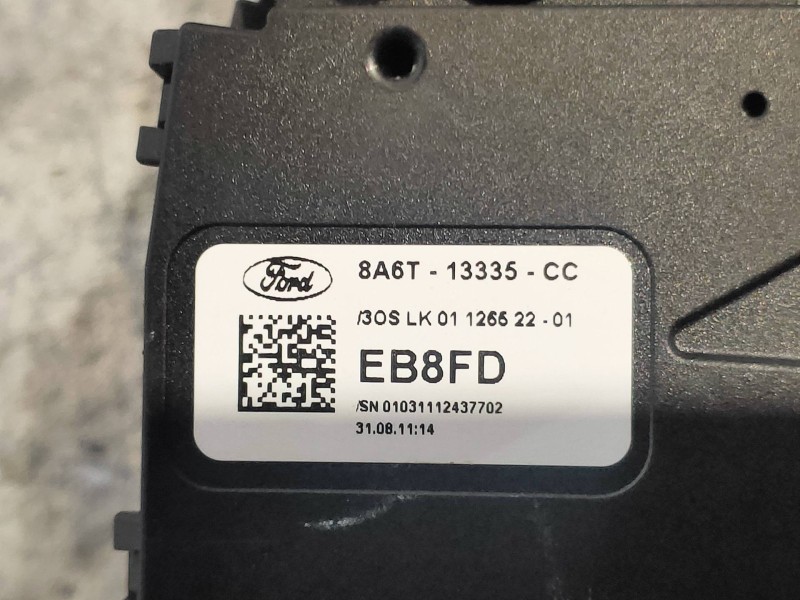 Ford
8A6T - 13335 - CC
/3OS LK 01 1266 22 - 01
EB8FD
/SN 01031112437702
31.08.11:14